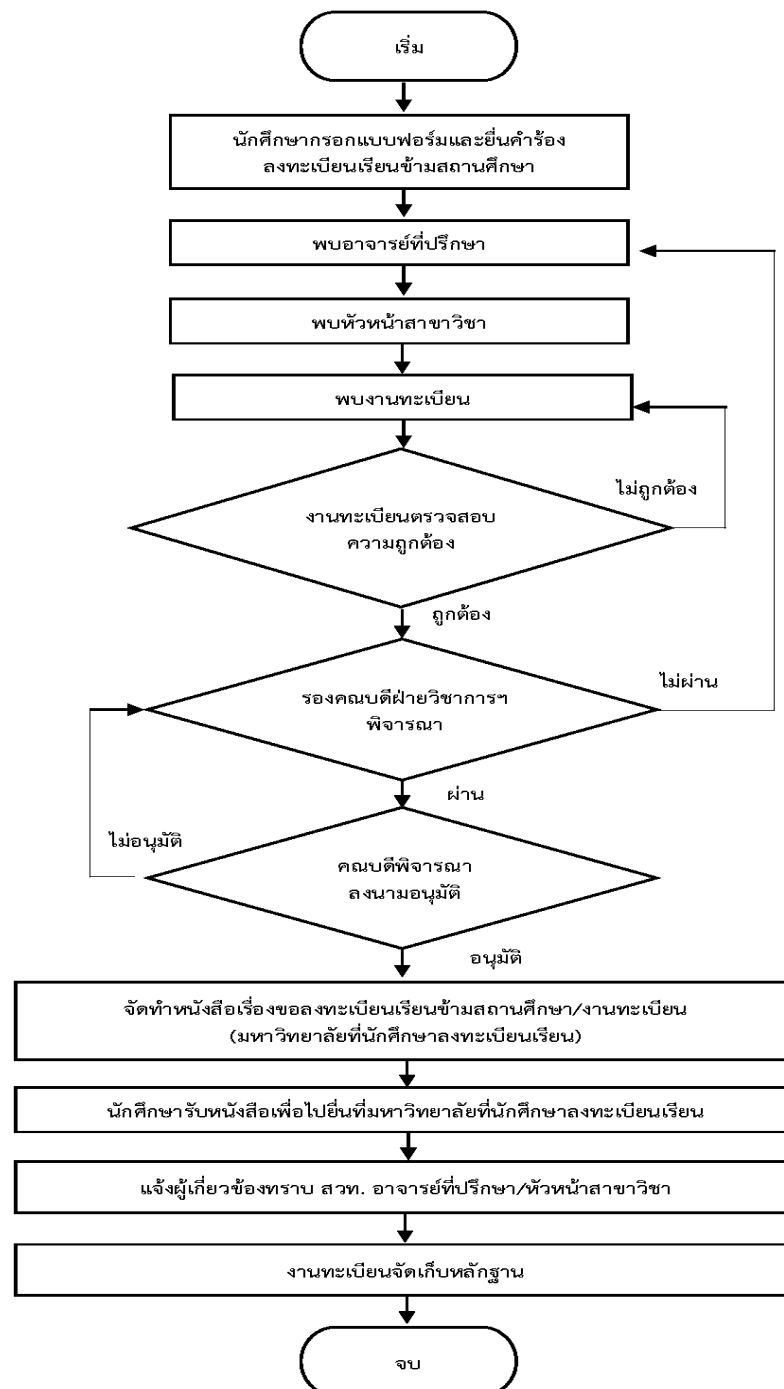 เริ่ม
นักศึกษากรอกแบบฟอร์มและยื่นคำร้อง
ลงทะเบียนเรียนข้ามสถานศึกษา
พบอาจารย์ที่ปรึกษา
พบหัวหน้าสาขาวิชา
พบงานทะเบียน
ไม่ถูกต้อง
งานทะเบียนตรวจสอบ
ความถูกต้อง
ถูกต้อง
ไม่ผ่าน
รองคณบดีฝ่ายวิชาการฯ
พิจารณา
ผ่าน
ไม่อนุมัติ
คณบดีพิจารณา
ลงนามอนุมัติ
อนุมัติ
จัดทำหนังสือเรื่องขอลงทะเบียนเรียนข้ามสถานศึกษา/งานทะเบียน
(มหาวิทยาลัยที่นักศึกษาลงทะเบียนเรียน)
นักศึกษารับหนังสือเพื่อไปยื่นที่มหาวิทยาลัยที่นักศึกษาลงทะเบียนเรียน
แจ้งผู้เกี่ยวข้องทราบ สวท. อาจารย์ที่ปรึกษา/หัวหน้าสาขาวิชา
งานทะเบียนจัดเก็บหลักฐาน
จบ